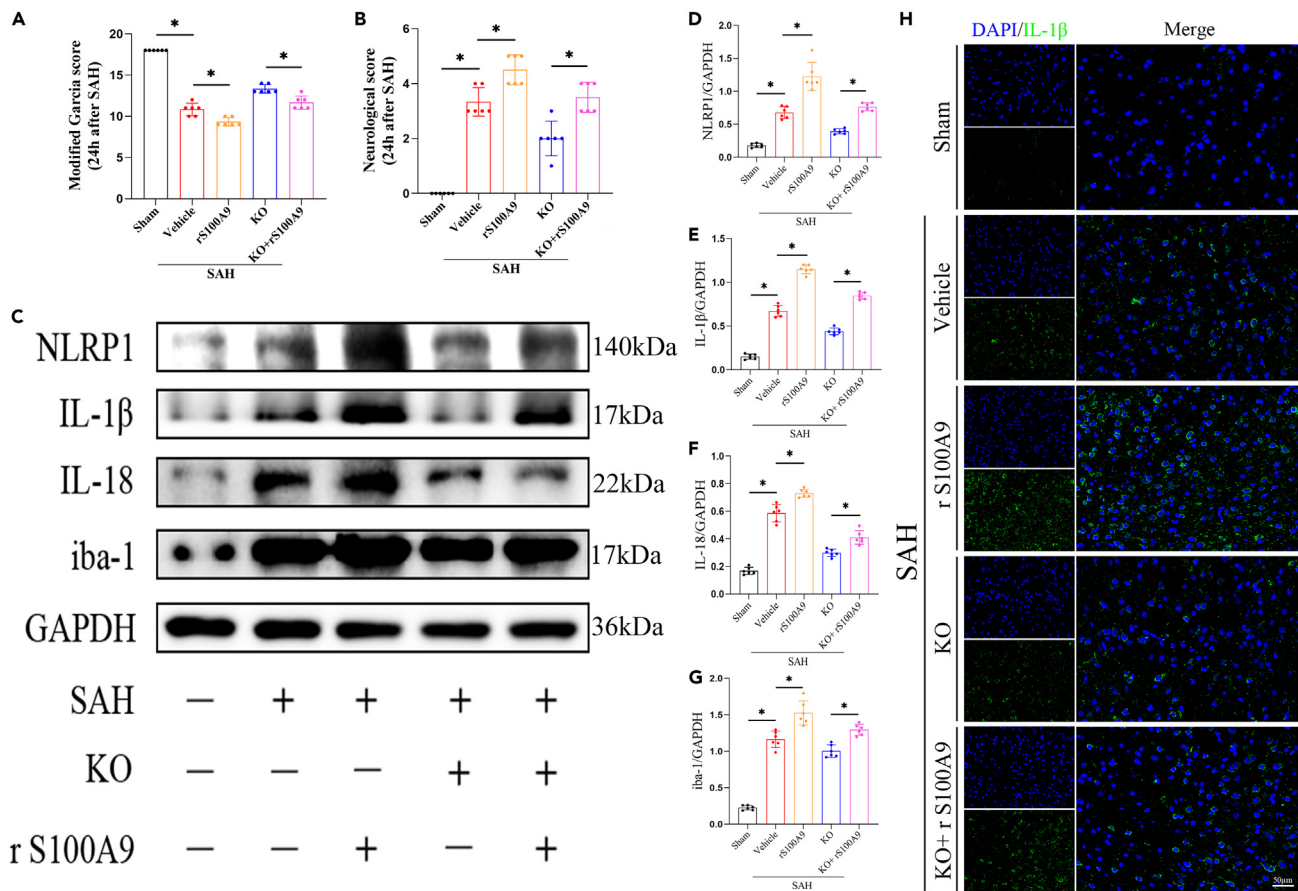 A
Modified Garcia score
(24h after SAH)
20
15
10
5
0
*
*
*
Sham
Vehicle
rS100A9
KO
KO+rS100A9
SAH
B
Neurological score
(24h after SAH)
6
4
2
0
*
*
*
Sham
Vehicle
rS100A9
KO
KO+rS100A9
SAH
C
NLRP1
140kDa
IL-1β
17kDa
IL-18
22kDa
iba-1
17kDa
GAPDH
36kDa
SAH — + + + +
KO — — — + +
r S100A9 — — + — +
D
NLRP1/GAPDH
2.0
1.5
1.0
0.5
0.0
*
*
*
Sham
Vehicle
rS100A9
KO
KO+ rS100A9
SAH
E
IL-1β/GAPDH
1.5
1.0
0.5
0.0
*
*
*
Sham
Vehicle
rS100A9
KO
KO+ rS100A9
SAH
F
IL-18/GAPDH
1.0
0.8
0.6
0.4
0.2
0.0
*
*
*
Sham
Vehicle
rS100A9
KO
KO+ rS100A9
SAH
G
iba-1/GAPDH
2.0
1.5
1.0
0.5
0.0
*
*
*
Sham
Vehicle
rS100A9
KO
KO+ rS100A9
SAH
H
DAPI/IL-1β
Merge
Sham
Vehicle
r S100A9
KO
KO+ r S100A9
SAH
50μm